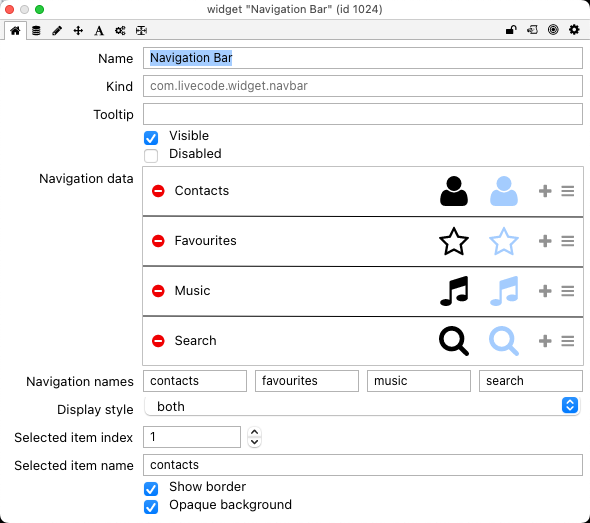 widget "Navigation Bar" (id 1024)
Name Navigation Bar
Kind com.livecode.widget.navbar
Tooltip
Visible
Disabled
Navigation data
Contacts
Favourites
Music
Search
Navigation names contacts favourites music search
Display style both
Selected item index 1
Selected item name contacts
Show border
Opaque background